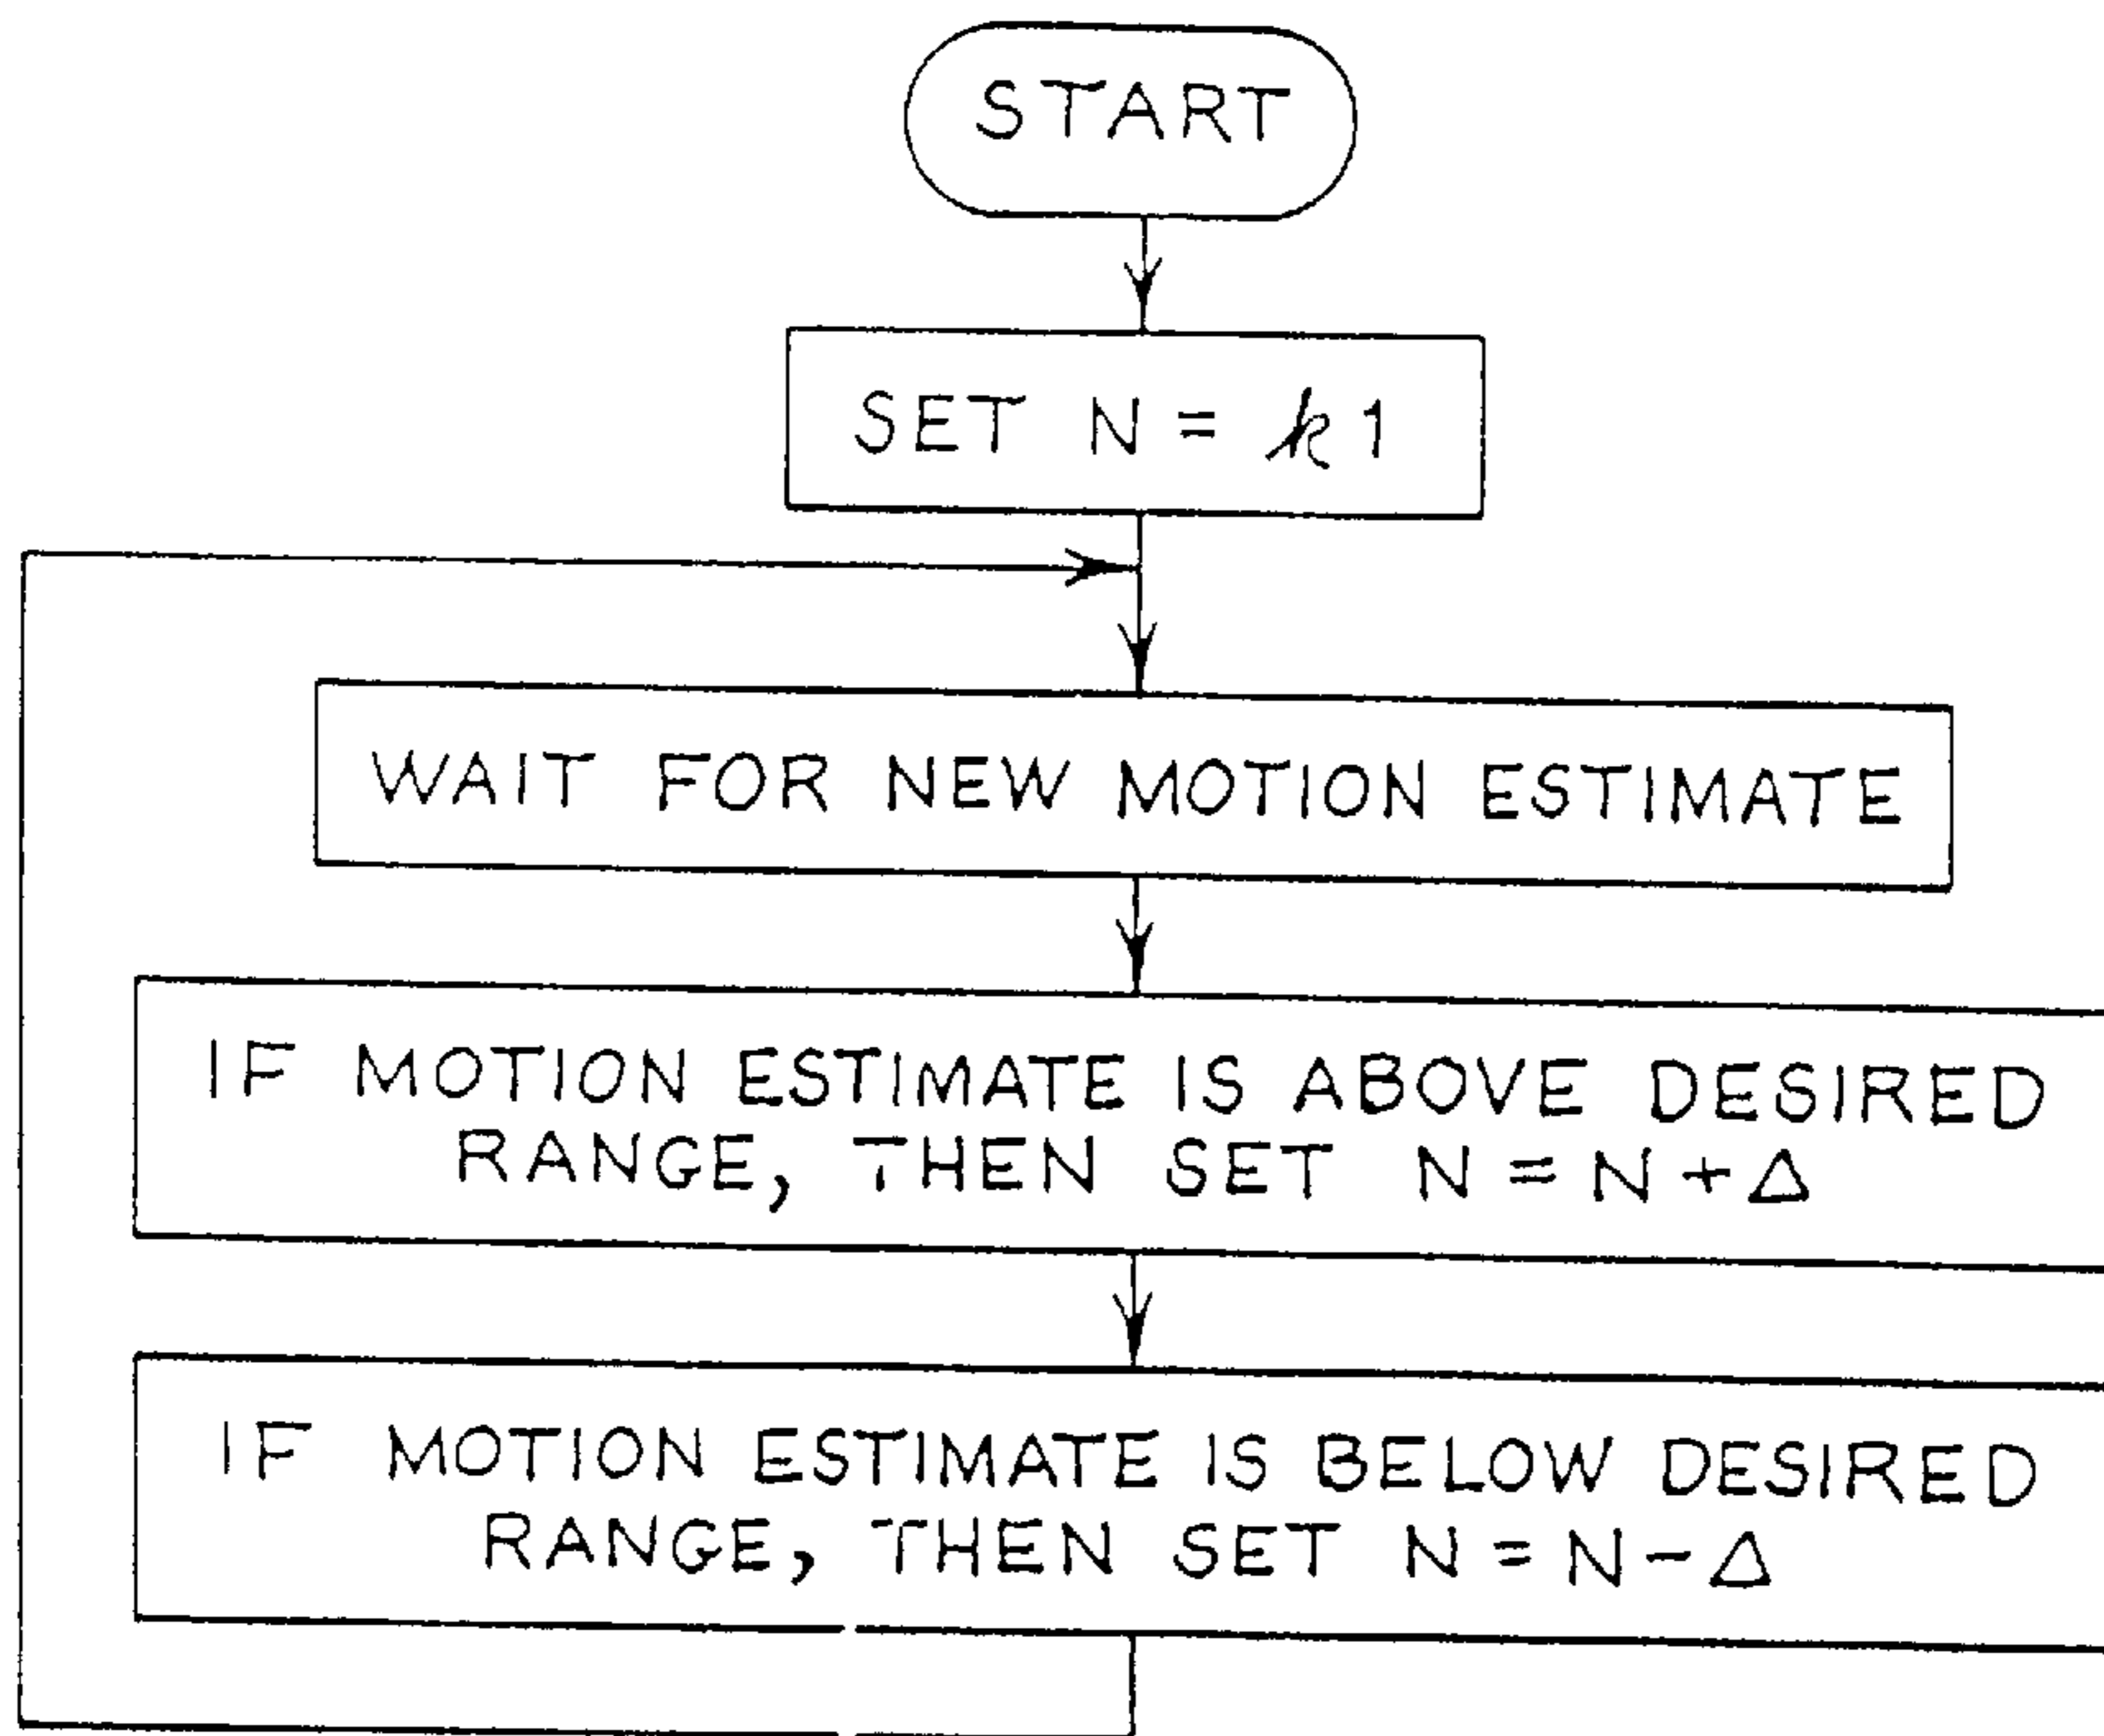 START
SET N = k1
WAIT FOR NEW MOTION ESTIMATE
IF MOTION ESTIMATE IS ABOVE DESIRED
RANGE, THEN SET N = N + Δ
IF MOTION ESTIMATE IS BELOW DESIRED
RANGE, THEN SET N = N - Δ